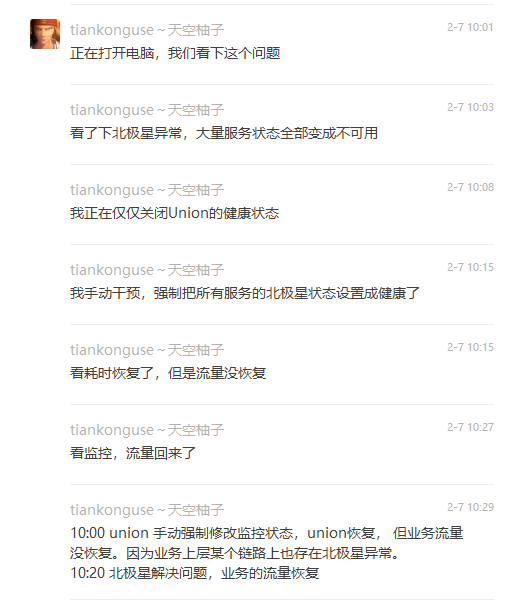 tiankonguse~天空柚子 2-7 10:01
正在打开电脑，我们看下这个问题
tiankonguse~天空柚子 2-7 10:03
看了下北极星异常，大量服务状态全部变成不可用
tiankonguse~天空柚子 2-7 10:08
我正在仅仅关闭Union的健康状态
tiankonguse~天空柚子 2-7 10:15
我手动干预，强制把所有服务的北极星状态设置成健康了
tiankonguse~天空柚子 2-7 10:15
看耗时恢复了，但是流量没恢复
tiankonguse~天空柚子 2-7 10:27
看监控，流量回来了
tiankonguse~天空柚子 2-7 10:29
10:00 union 手动强制修改监控状态，union恢复， 但业务流量
没恢复。因为业务上层某个链路上也存在北极星异常。
10:20 北极星解决问题，业务的流量恢复